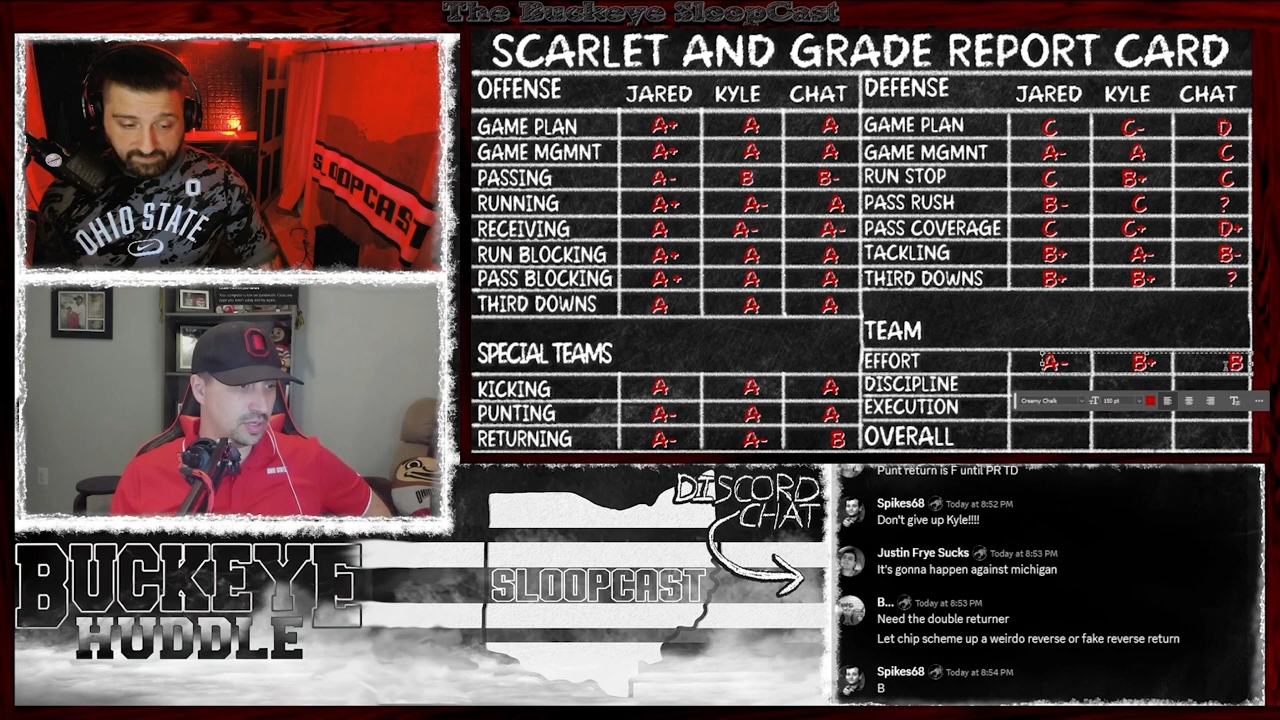 The Buckeye SloopCast
SCARLET AND GRADE REPORT CARD
OFFENSE JARED KYLE CHAT
GAME PLAN A+ A A
GAME MGMNT A+ A A
PASSING A- B B-
RUNNING A+ A- A
RECEIVING A A- A-
RUN BLOCKING A+ A A
PASS BLOCKING A+ A A
THIRD DOWNS A A A
SPECIAL TEAMS
KICKING A A A
PUNTING A- A A
RETURNING A- A- B
DEFENSE JARED KYLE CHAT
GAME PLAN C C- D
GAME MGMNT A- A C
RUN STOP C B+ C
PASS RUSH B- C ?
PASS COVERAGE C C+ D+
TACKLING B+ A- B-
THIRD DOWNS B+ B+ ?
TEAM
EFFORT A- B+ B
DISCIPLINE
Creamy Chalk 150 pt
EXECUTION
OVERALL
O
OHIO STATE
SLOOPCAST
BUCKEYE
HUDDLE
SLOOPCAST
DISCORD
CHAT
Punt return is F until PR TD
Spikes68 Today at 8:52 PM
Don't give up Kyle!!!!
Justin Frye Sucks Today at 8:53 PM
It's gonna happen against michigan
B... Today at 8:53 PM
Need the double returner
Let chip scheme up a weirdo reverse or fake reverse return
Spikes68 Today at 8:54 PM
B